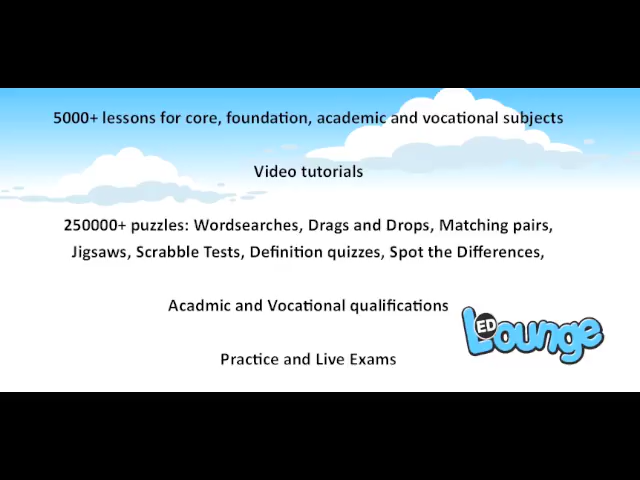 5000+ lessons for core, foundation, academic and vocational subjects
Video tutorials
250000+ puzzles: Wordsearches, Drags and Drops, Matching pairs,
Jigsaws, Scrabble Tests, Definition quizzes, Spot the Differences,
Acadmic and Vocational qualifications
ED Lounge
Practice and Live Exams